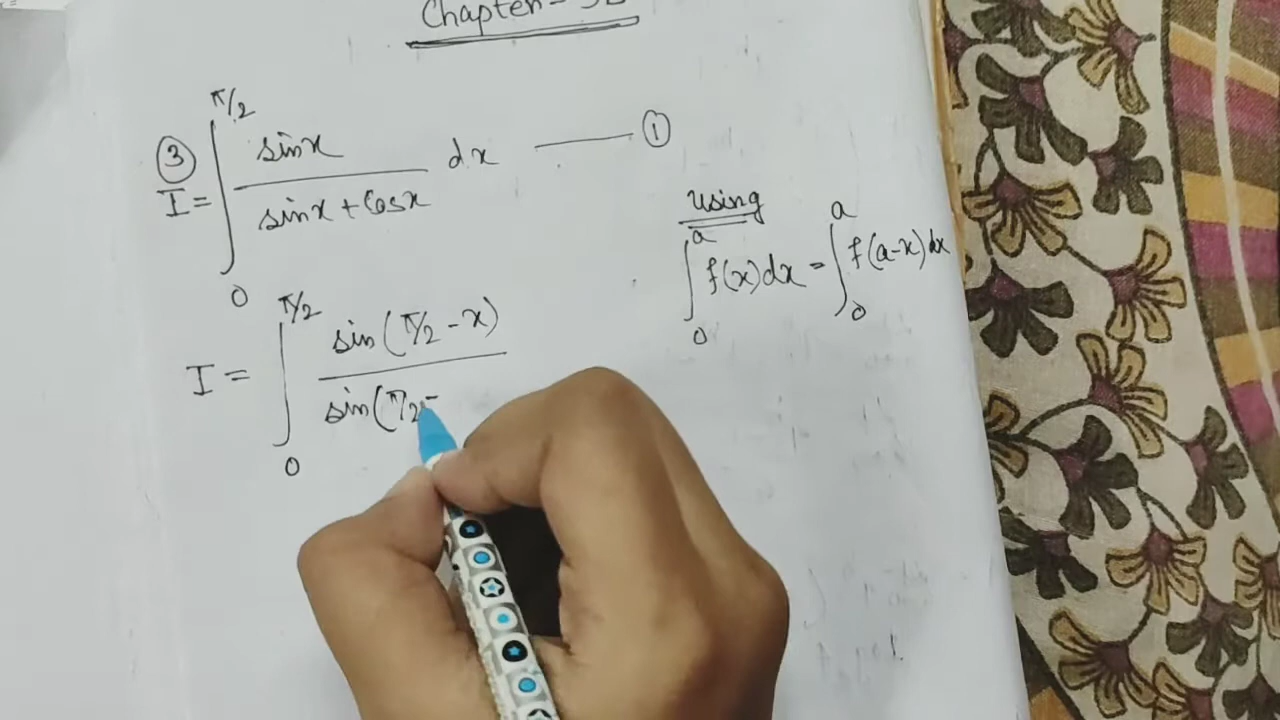 Chapter-
③ I = ∫₀^{π/2} sinx / (sinx + Cosx) dx —— ①
using
∫₀^{a} f(x)dx = ∫₀^{a} f(a-x)dx
I = ∫₀^{π/2} sin(π/2 - x) / sin(π/2 -